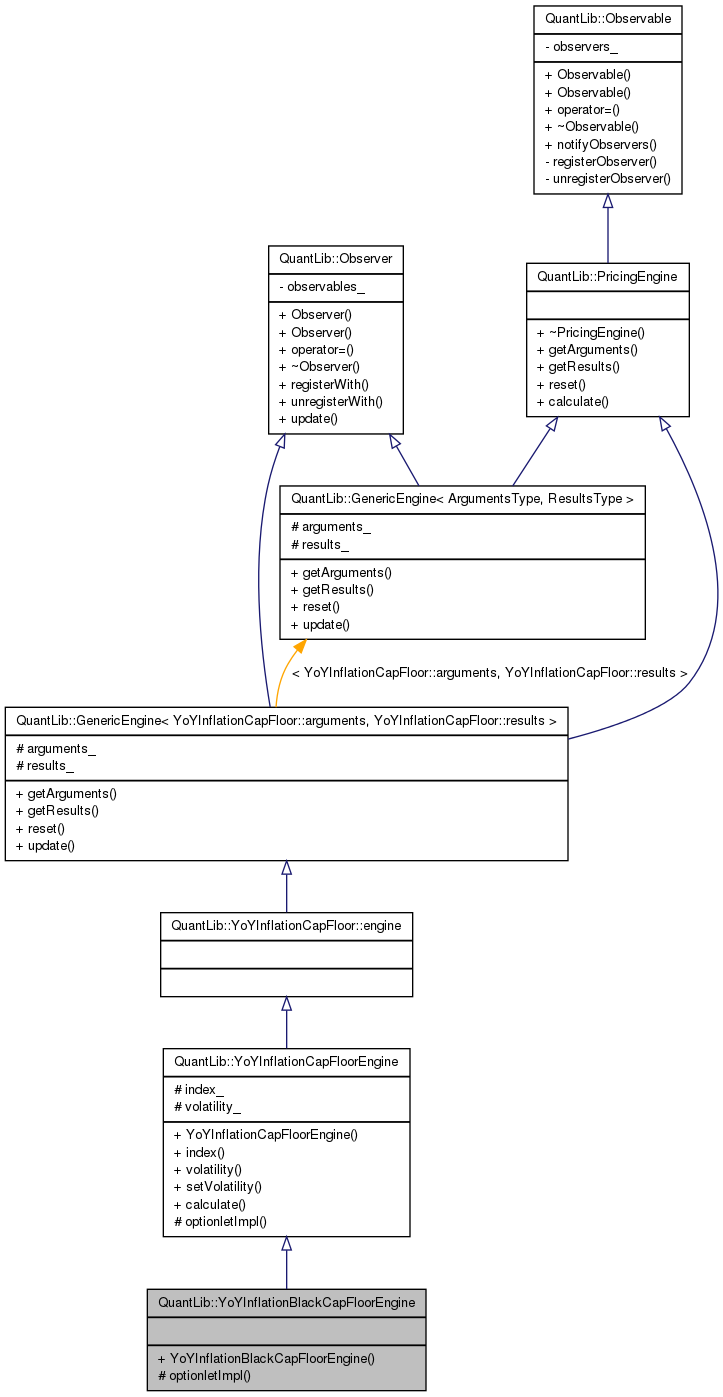 QuantLib::Observable
- observers_
+ Observable()
+ Observable()
+ operator=()
+ ~Observable()
+ notifyObservers()
- registerObserver()
- unregisterObserver()
QuantLib::Observer
- observables_
+ Observer()
+ Observer()
+ operator=()
+ ~Observer()
+ registerWith()
+ unregisterWith()
+ update()
QuantLib::PricingEngine
+ ~PricingEngine()
+ getArguments()
+ getResults()
+ reset()
+ calculate()
QuantLib::GenericEngine< ArgumentsType, ResultsType >
# arguments_
# results_
+ getArguments()
+ getResults()
+ reset()
+ update()
< YoYInflationCapFloor::arguments, YoYInflationCapFloor::results >
QuantLib::GenericEngine< YoYInflationCapFloor::arguments, YoYInflationCapFloor::results >
# arguments_
# results_
+ getArguments()
+ getResults()
+ reset()
+ update()
QuantLib::YoYInflationCapFloor::engine
QuantLib::YoYInflationCapFloorEngine
# index_
# volatility_
+ YoYInflationCapFloorEngine()
+ index()
+ volatility()
+ setVolatility()
+ calculate()
# optionletImpl()
QuantLib::YoYInflationBlackCapFloorEngine
+ YoYInflationBlackCapFloorEngine()
# optionletImpl()